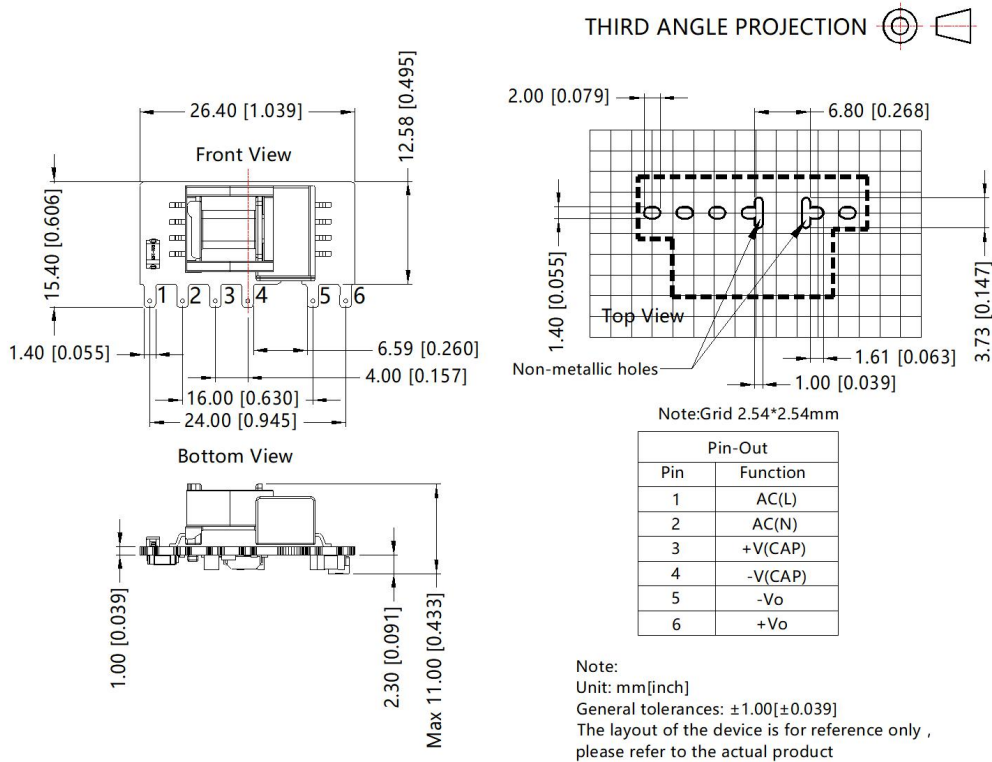 THIRD ANGLE PROJECTION
26.40 [1.039]
12.58 [0.495]
Front View
15.40 [0.606]
1 2 3 4 5 6
1.40 [0.055]
6.59 [0.260]
4.00 [0.157]
16.00 [0.630]
24.00 [0.945]
2.00 [0.079]
6.80 [0.268]
1.40 [0.055]
Top View
3.73 [0.147]
Non-metallic holes
1.61 [0.063]
1.00 [0.039]
Note:Grid 2.54*2.54mm
Bottom View
1.00 [0.039]
2.30 [0.091]
Max 11.00 [0.433]
Pin-Out
Pin Function
1 AC(L)
2 AC(N)
3 +V(CAP)
4 -V(CAP)
5 -Vo
6 +Vo
Note:
Unit: mm[inch]
General tolerances: ±1.00[±0.039]
The layout of the device is for reference only ,
please refer to the actual product